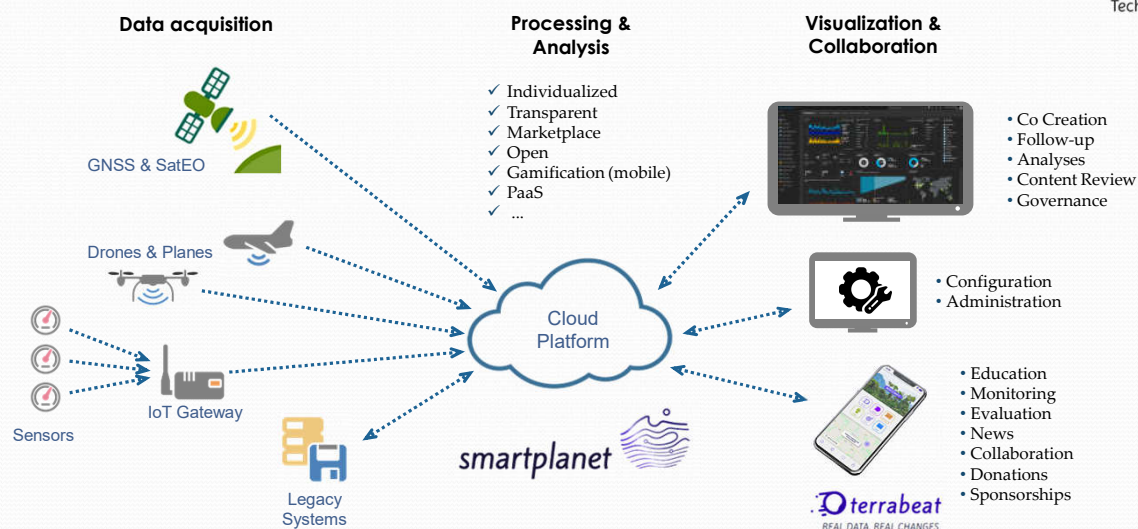 Tech
Data acquisition
Processing &
Analysis
Visualization &
Collaboration
GNSS & SatEO
Drones & Planes
Sensors
IoT Gateway
Legacy
Systems
✓ Individualized
✓ Transparent
✓ Marketplace
✓ Open
✓ Gamification (mobile)
✓ PaaS
✓ ...
Cloud
Platform
smartplanet
• Co Creation
• Follow-up
• Analyses
• Content Review
• Governance
• Configuration
• Administration
• Education
• Monitoring
• Evaluation
• News
• Collaboration
• Donations
• Sponsorships
terrabeat
REAL DATA. REAL CHANGES.